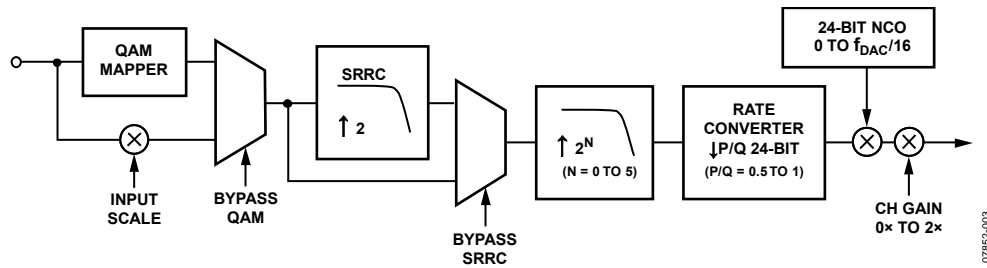 QAM
MAPPER
INPUT
SCALE
BYPASS
QAM
SRRC
↑ 2
BYPASS
SRRC
↑ 2^N
(N = 0 TO 5)
RATE
CONVERTER
↓P/Q 24-BIT
(P/Q = 0.5 TO 1)
24-BIT NCO
0 TO fDAC/16
CH GAIN
0× TO 2×
07852-003